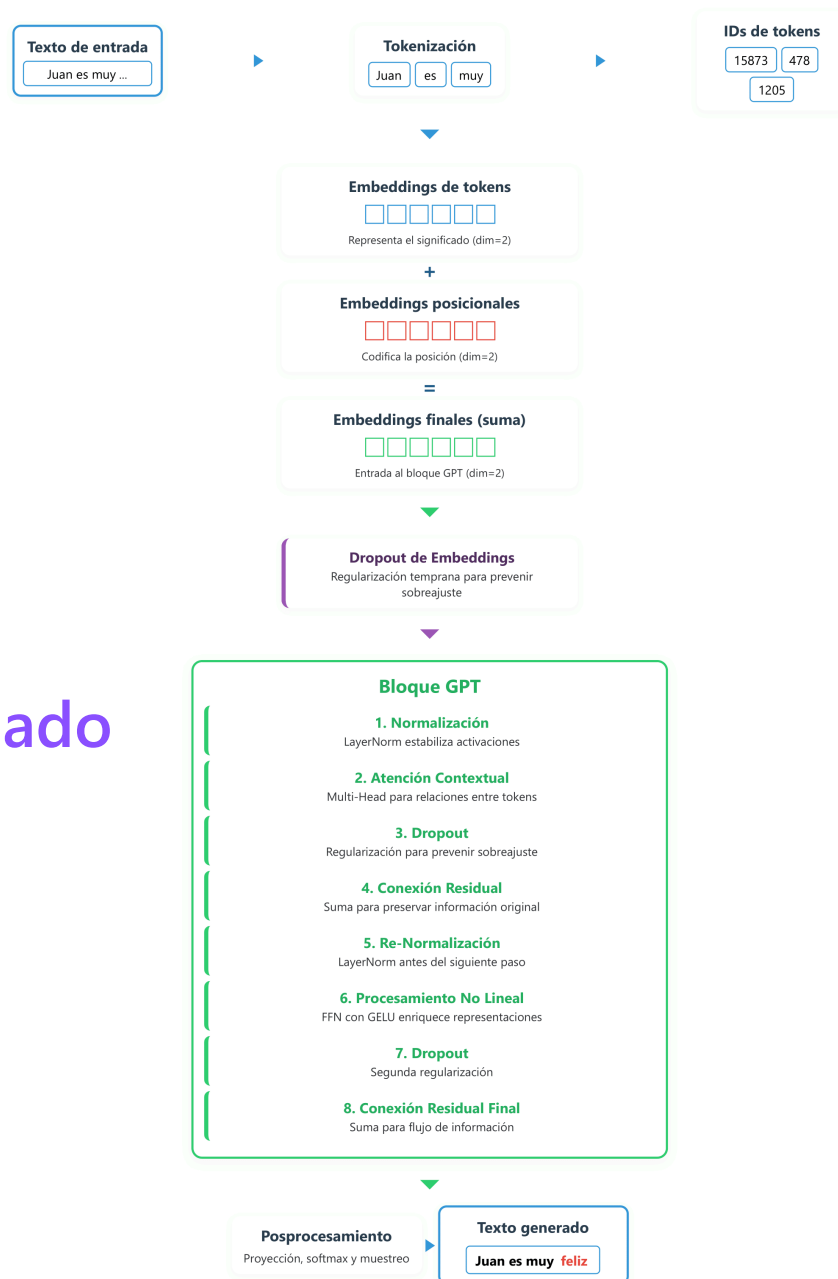 Texto de entrada
Juan es muy ...
Tokenización
Juan es muy
IDs de tokens
15873 478
1205
Embeddings de tokens
Representa el significado (dim=2)
+
Embeddings posicionales
Codifica la posición (dim=2)
=
Embeddings finales (suma)
Entrada al bloque GPT (dim=2)
Dropout de Embeddings
Regularización temprana para prevenir
sobreajuste
ado
Bloque GPT
1. Normalización
LayerNorm estabiliza activaciones
2. Atención Contextual
Multi-Head para relaciones entre tokens
3. Dropout
Regularización para prevenir sobreajuste
4. Conexión Residual
Suma para preservar información original
5. Re-Normalización
LayerNorm antes del siguiente paso
6. Procesamiento No Lineal
FFN con GELU enriquece representaciones
7. Dropout
Segunda regularización
8. Conexión Residual Final
Suma para flujo de información
Posprocesamiento
Proyección, softmax y muestreo
Texto generado
Juan es muy feliz